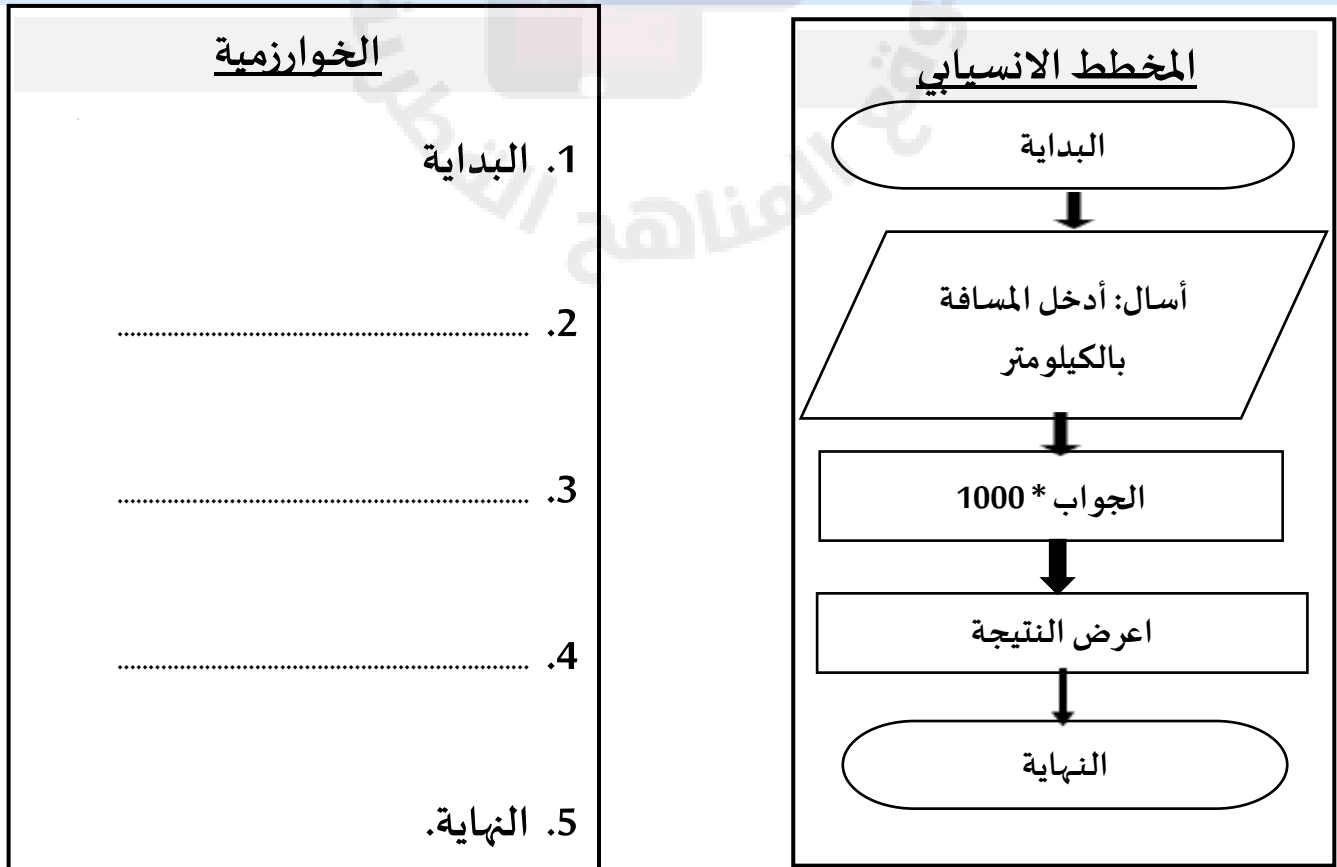 المخطط الانسيابي
البداية
أسال: أدخل المسافة
بالكيلومتر
الجواب * 1000
اعرض النتيجة
النهاية
الخوارزمية
1. البداية
2. ............................................................
3. ............................................................
4. ............................................................
5. النهاية.